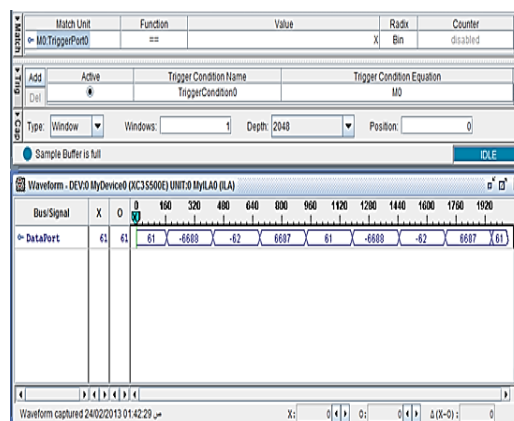 Match
Match Unit Function Value Radix Counter
M0:TriggerPort0 == X Bin disabled
Trig
Add Active Trigger Condition Name Trigger Condition Equation
Del TriggerCondition0 M0
Cap
Type: Window Windows: 1 Depth: 2048 Position: 0
Sample Buffer is full IDLE
Waveform - DEV:0 MyDevice0 (XC3S500E) UNIT:0 MyILA0 (ILA)
Bus/Signal X O 0 160 320 480 640 800 960 1120 1280 1440 1600 1760 1920
X
DataPort 61 61 61 -6688 -62 6687 61 -6688 -62 6687 61
Waveform captured 24/02/2013 01:42:29 ص X: 0 O: 0 Δ (X-O): 0